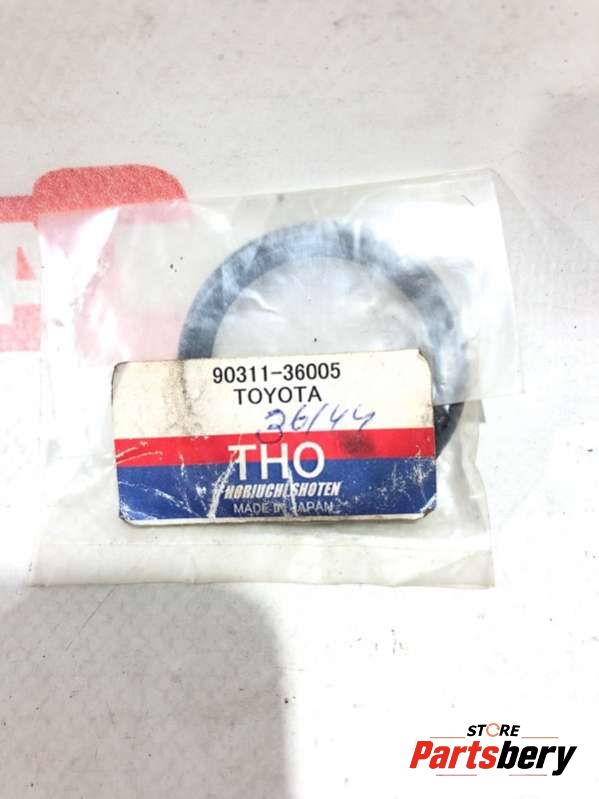 90311-36005
TOYOTA
36/44
THO
HORIUCHI SHOTEN
MADE IN JAPAN
STORE
Partsbery